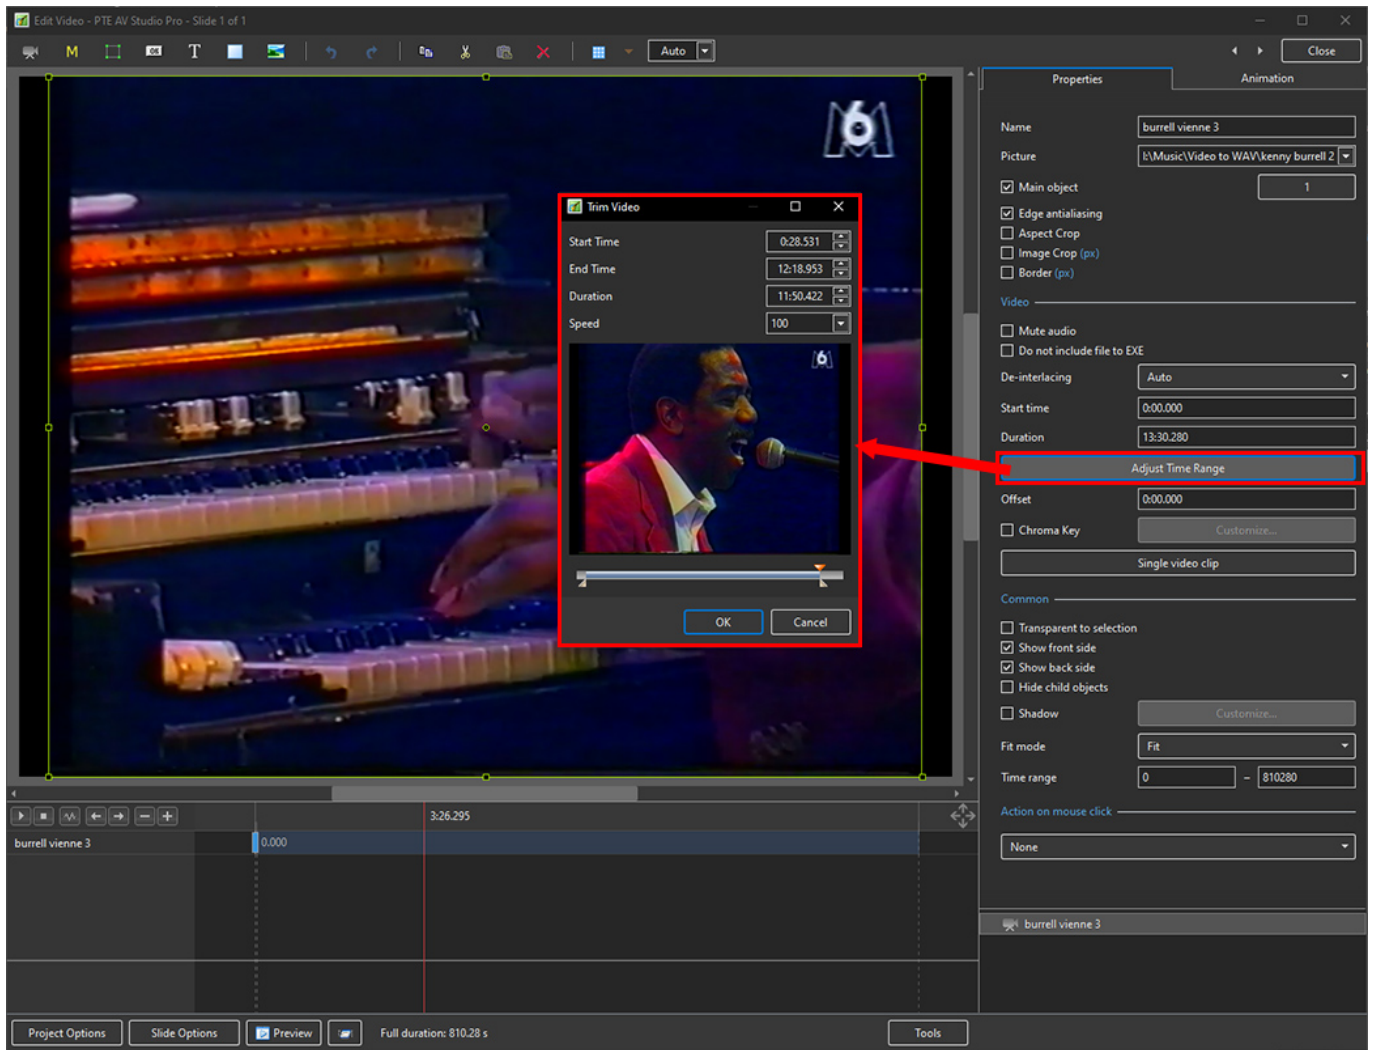 Edit Video - PTE AV Studio Pro - Slide 1 of 1
M
T
Auto
Close
Properties
Animation
Name
burrell vienne 3
Picture
I:\Music\Video to WAV\kenny burrell 2
Main object
1
Edge antialiasing
Aspect Crop
Image Crop (px)
Border (px)
Video
Mute audio
Do not include file to EXE
De-interlacing
Auto
Start time
0:00.000
Duration
13:30.280
Adjust Time Range
Offset
0:00.000
Chroma Key
Customize...
Single video clip
Common
Transparent to selection
Show front side
Show back side
Hide child objects
Shadow
Customize...
Fit mode
Fit
Time range
0
–
810280
Action on mouse click
None
burrell vienne 3
M6
Trim Video
Start Time
0:28.531
End Time
12:18.953
Duration
11:50.422
Speed
100
M6
OK
Cancel
3:26.295
burrell vienne 3
0.000
Project Options
Slide Options
Preview
Full duration: 810.28 s
Tools